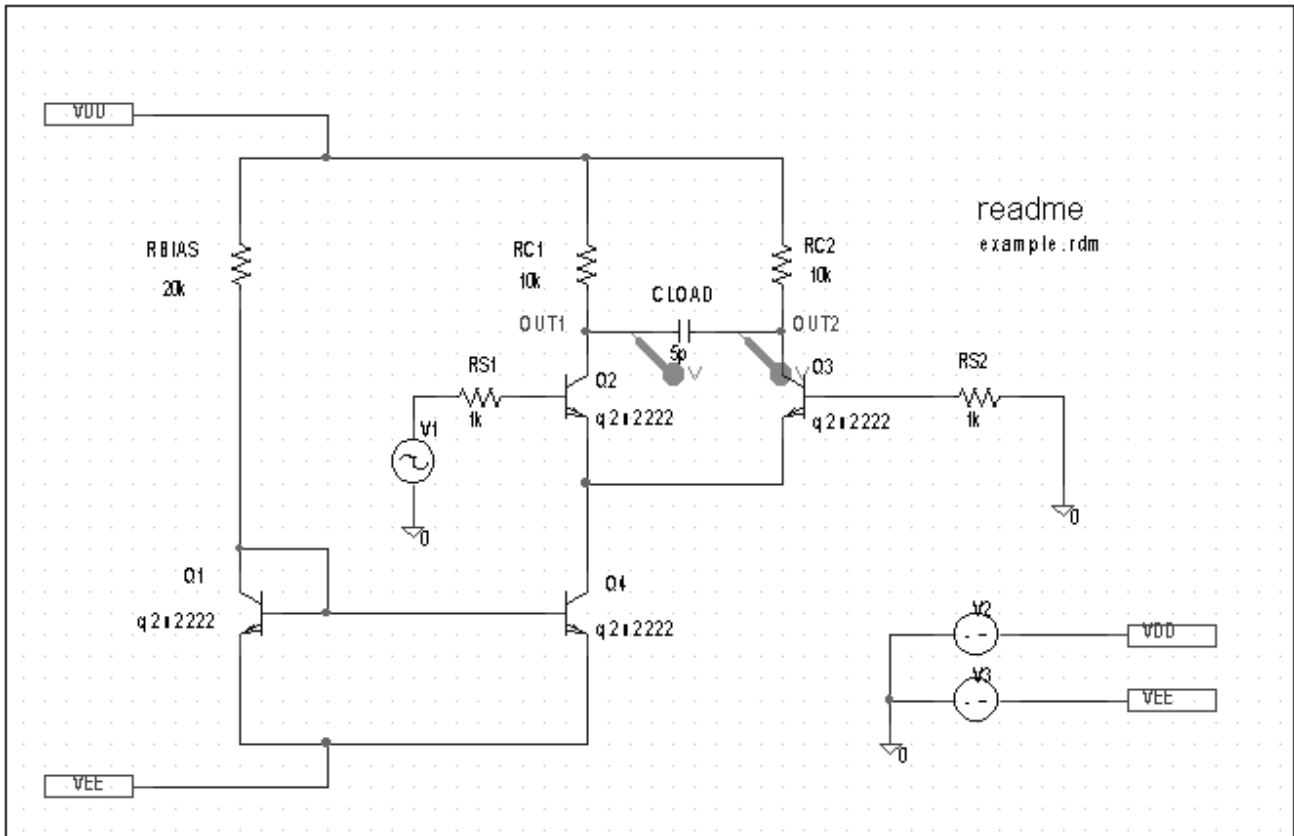 VDD
readme
example.rdm
RBIAS
20k
RC1
10k
RC2
10k
CLOAD
OUT1
OUT2
5p
V
V
RS1
1k
Q2
q2n2222
Q3
q2n2222
RS2
1k
V1
0
0
Q1
q2n2222
Q4
q2n2222
V2
VDD
V3
VEE
0
VEE